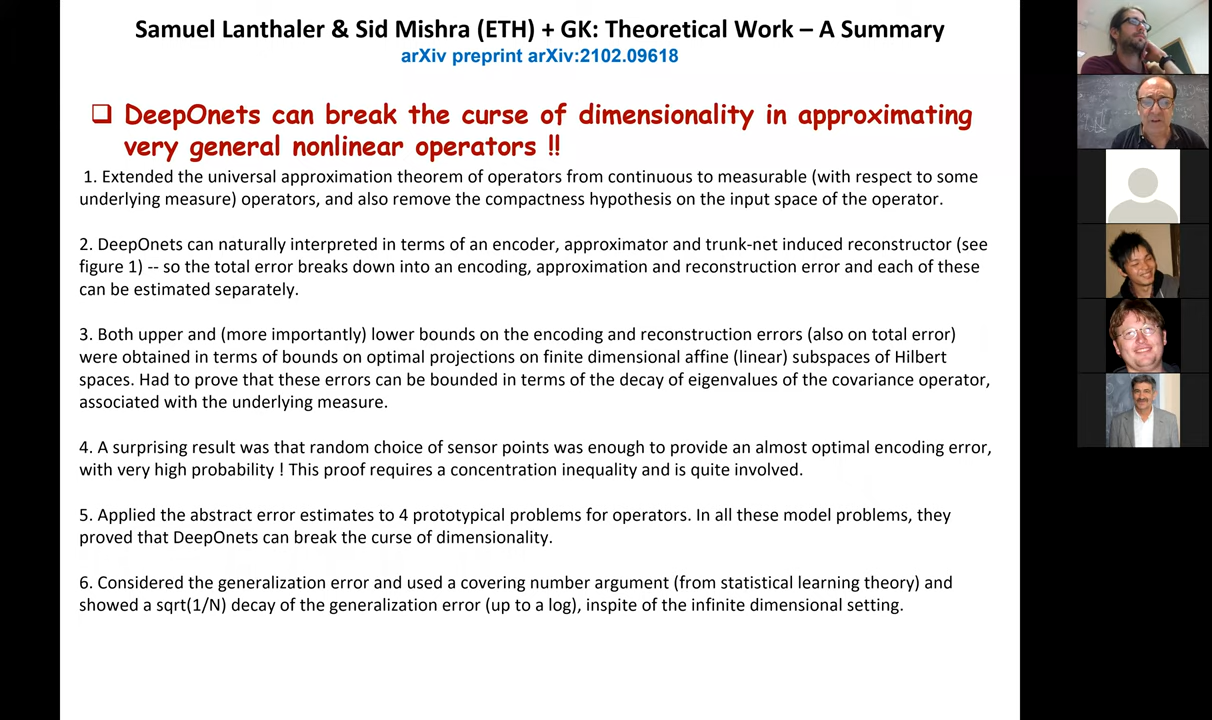 Samuel Lanthaler & Sid Mishra (ETH) + GK: Theoretical Work – A Summary
arXiv preprint arXiv:2102.09618
❑ DeepOnets can break the curse of dimensionality in approximating
very general nonlinear operators !!
1. Extended the universal approximation theorem of operators from continuous to measurable (with respect to some
underlying measure) operators, and also remove the compactness hypothesis on the input space of the operator.
2. DeepOnets can naturally interpreted in terms of an encoder, approximator and trunk-net induced reconstructor (see
figure 1) -- so the total error breaks down into an encoding, approximation and reconstruction error and each of these
can be estimated separately.
3. Both upper and (more importantly) lower bounds on the encoding and reconstruction errors (also on total error)
were obtained in terms of bounds on optimal projections on finite dimensional affine (linear) subspaces of Hilbert
spaces. Had to prove that these errors can be bounded in terms of the decay of eigenvalues of the covariance operator,
associated with the underlying measure.
4. A surprising result was that random choice of sensor points was enough to provide an almost optimal encoding error,
with very high probability ! This proof requires a concentration inequality and is quite involved.
5. Applied the abstract error estimates to 4 prototypical problems for operators. In all these model problems, they
proved that DeepOnets can break the curse of dimensionality.
6. Considered the generalization error and used a covering number argument (from statistical learning theory) and
showed a sqrt(1/N) decay of the generalization error (up to a log), inspite of the infinite dimensional setting.